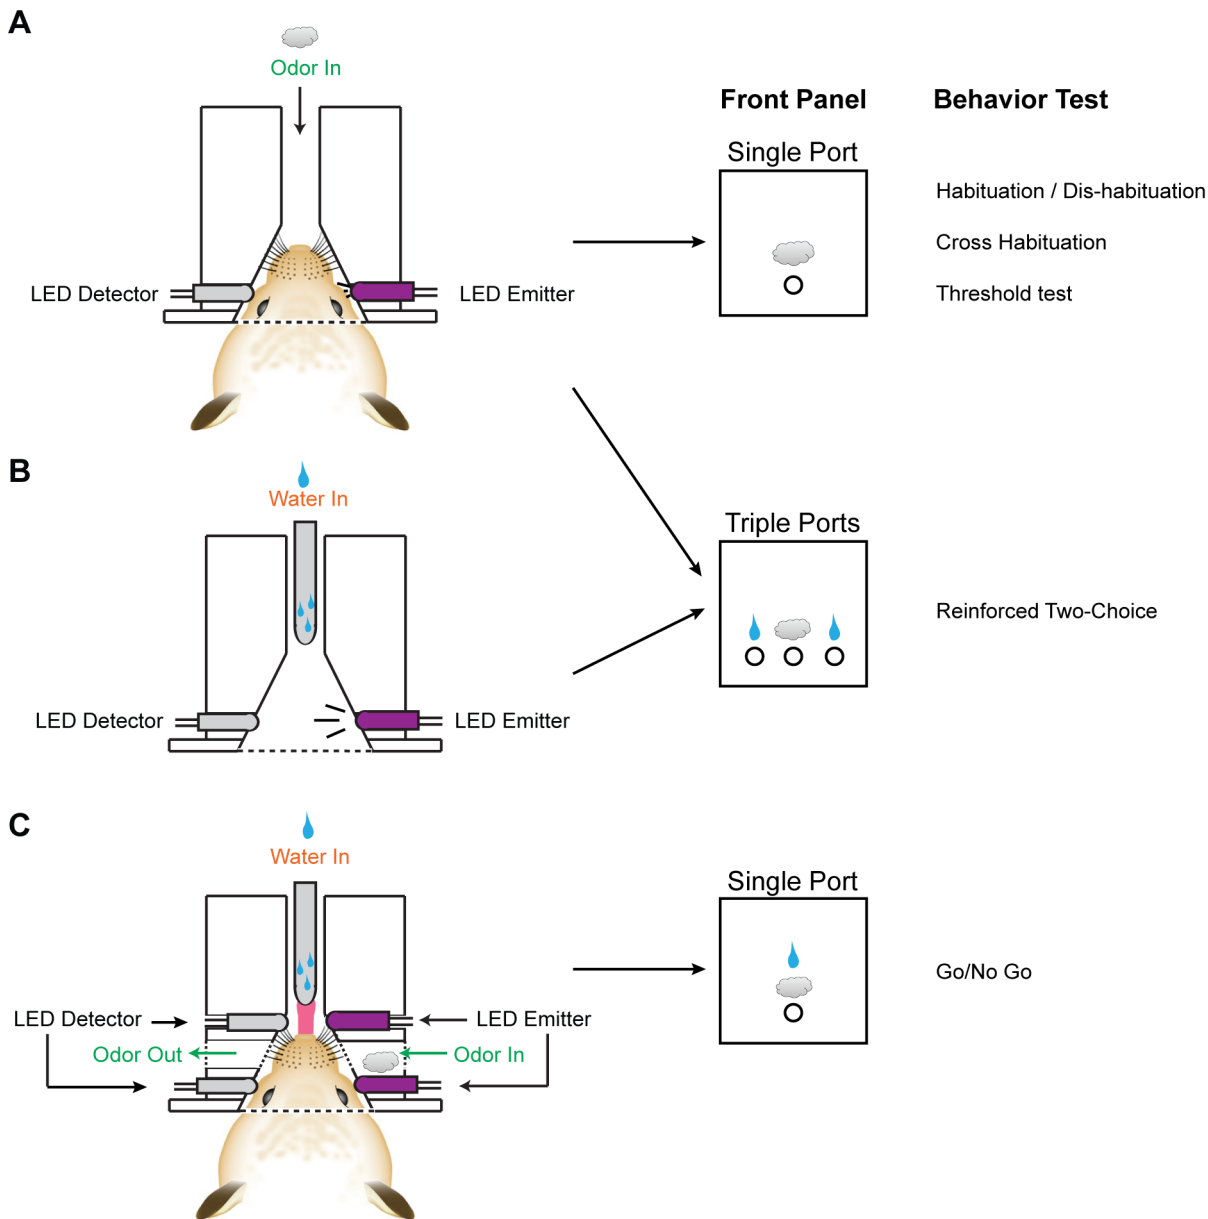 A
Odor In
Front Panel
Behavior Test
Single Port
Habituation / Dis-habituation
Cross Habituation
LED Detector
LED Emitter
Threshold test
B
Water In
Triple Ports
Reinforced Two-Choice
LED Detector
LED Emitter
C
Water In
Single Port
Go/No Go
LED Detector
LED Emitter
Odor Out
Odor In